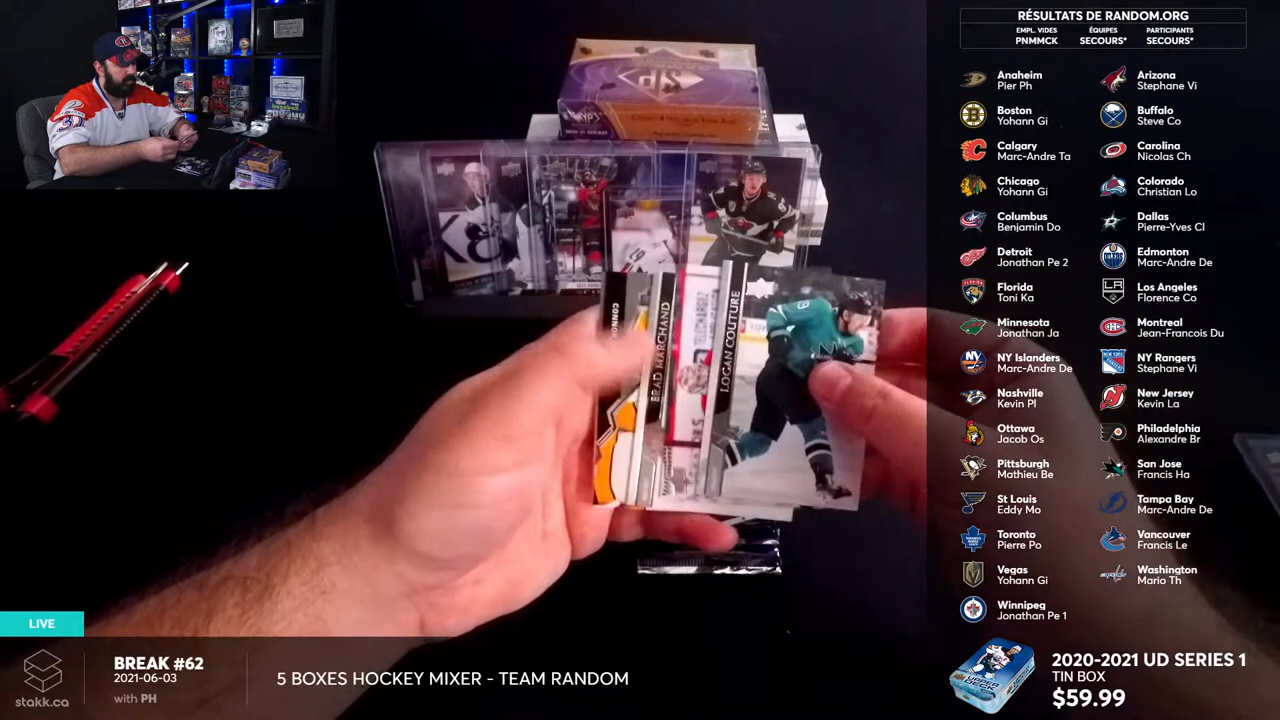 RÉSULTATS DE RANDOM.ORG
EMPL. VIDES
PNMMCK
ÉQUIPES
SECOURS*
PARTICIPANTS
SECOURS*
Anaheim
Pier Ph
Arizona
Stephane Vi
Boston
Yohann Gi
Buffalo
Steve Co
Calgary
Marc-Andre Ta
Carolina
Nicolas Ch
Chicago
Yohann Gi
Colorado
Christian Lo
Columbus
Benjamin Do
Dallas
Pierre-Yves Cl
Detroit
Jonathan Pe 2
Edmonton
Marc-Andre De
Florida
Toni Ka
Los Angeles
Florence Co
Minnesota
Jonathan Ja
Montreal
Jean-Francois Du
NY Islanders
Marc-Andre De
NY Rangers
Stephane Vi
Nashville
Kevin Pl
New Jersey
Kevin La
Ottawa
Jacob Os
Philadelphia
Alexandre Br
Pittsburgh
Mathieu Be
San Jose
Francis Ha
St Louis
Eddy Mo
Tampa Bay
Marc-Andre De
Toronto
Pierre Po
Vancouver
Francis Le
Vegas
Yohann Gi
Washington
Mario Th
Winnipeg
Jonathan Pe 1
SP
BRAD MARCHAND
LOGAN COUTURE
LIVE
stakk.ca
BREAK #62
2021-06-03
with PH
5 BOXES HOCKEY MIXER - TEAM RANDOM
2020-2021 UD SERIES 1
TIN BOX
$59.99